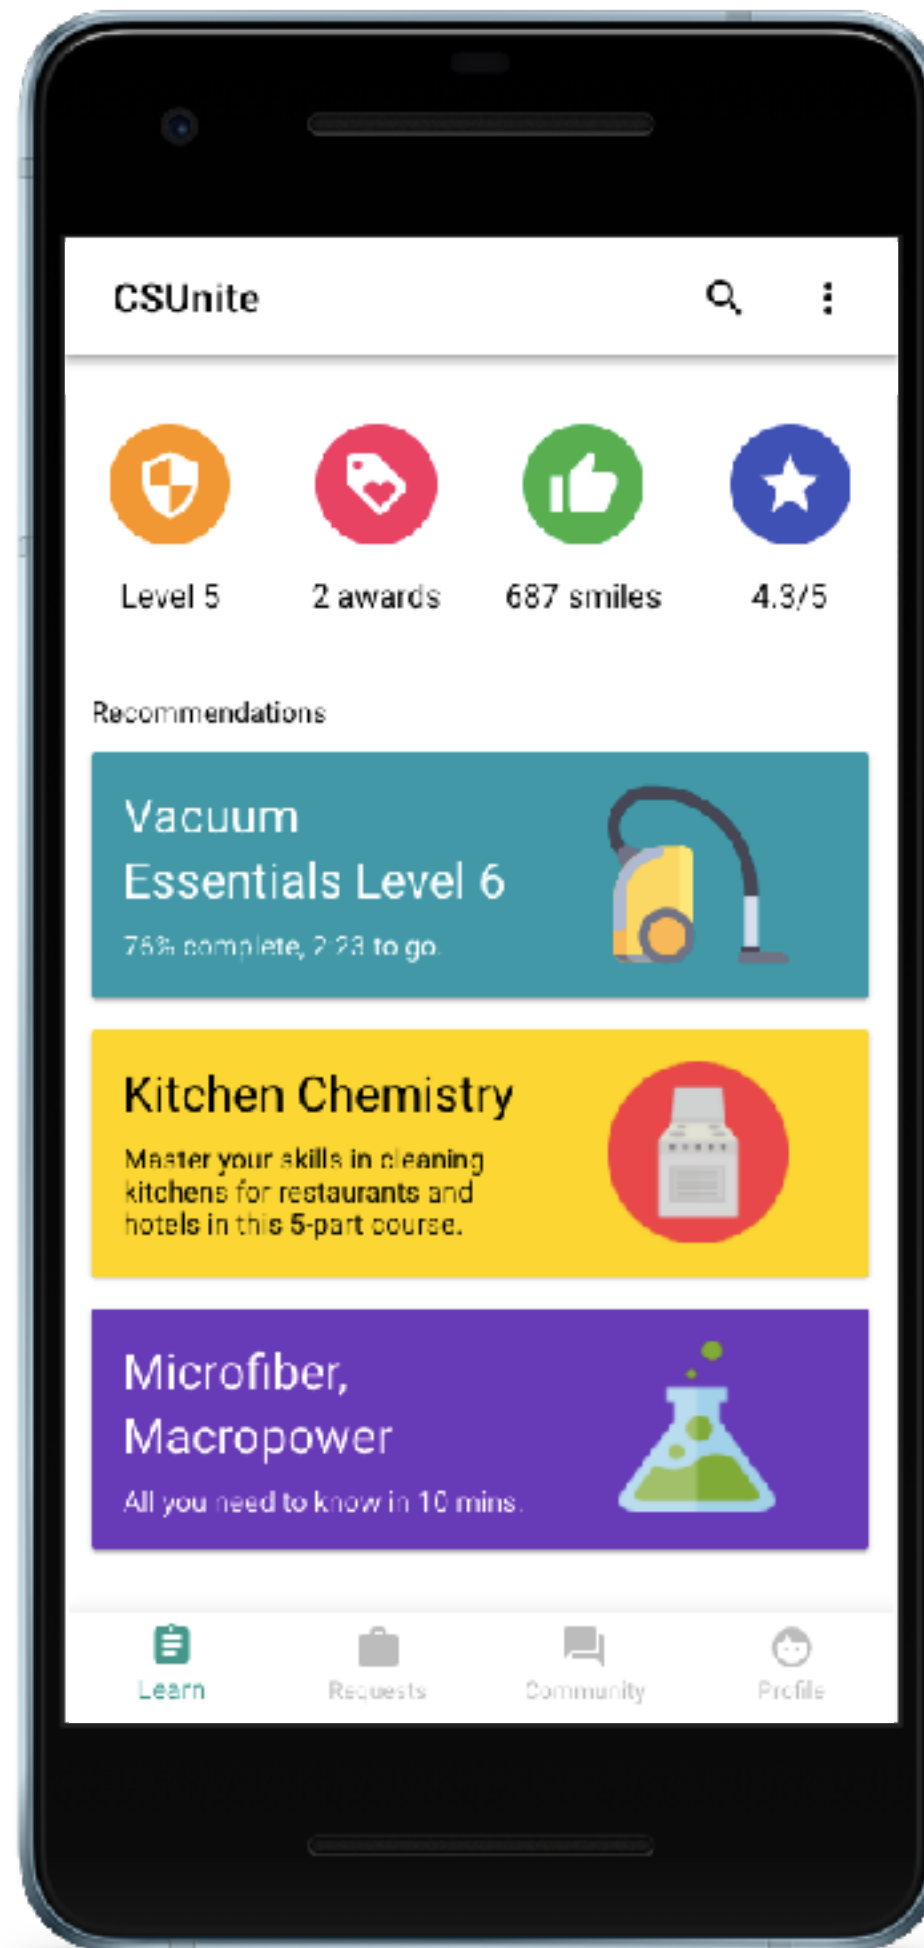 CSUnite
Level 5
2 awards
687 smiles
4.3/5
Recommendations
Vacuum
Essentials Level 6
76% complete, 2:23 to go.
Kitchen Chemistry
Master your skills in cleaning
kitchens for restaurants and
hotels in this 5-part course.
Microfiber,
Macropower
All you need to know in 10 mins.
Learn
Requests
Community
Profile